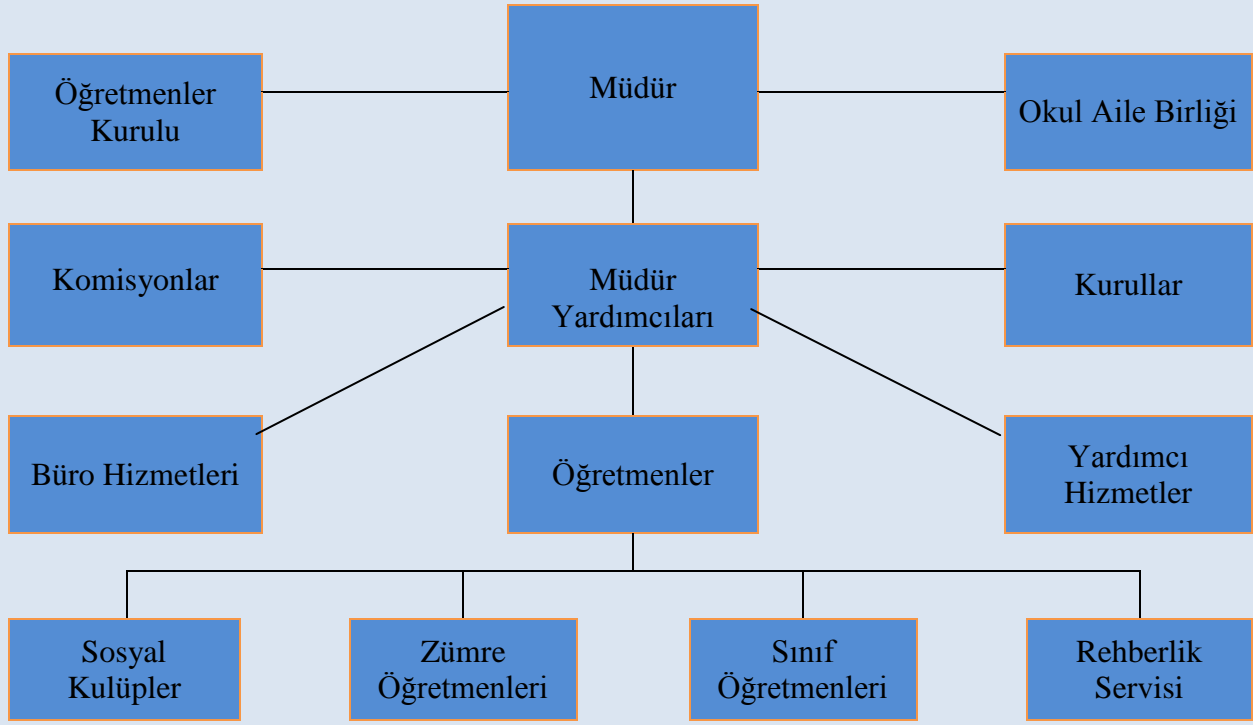 Müdür
Öğretmenler
Kurulu
Okul Aile Birliği
Komisyonlar
Müdür
Yardımcıları
Kurullar
Büro Hizmetleri
Öğretmenler
Yardımcı
Hizmetler
Sosyal
Kulüpler
Zümre
Öğretmenleri
Sınıf
Öğretmenleri
Rehberlik
Servisi